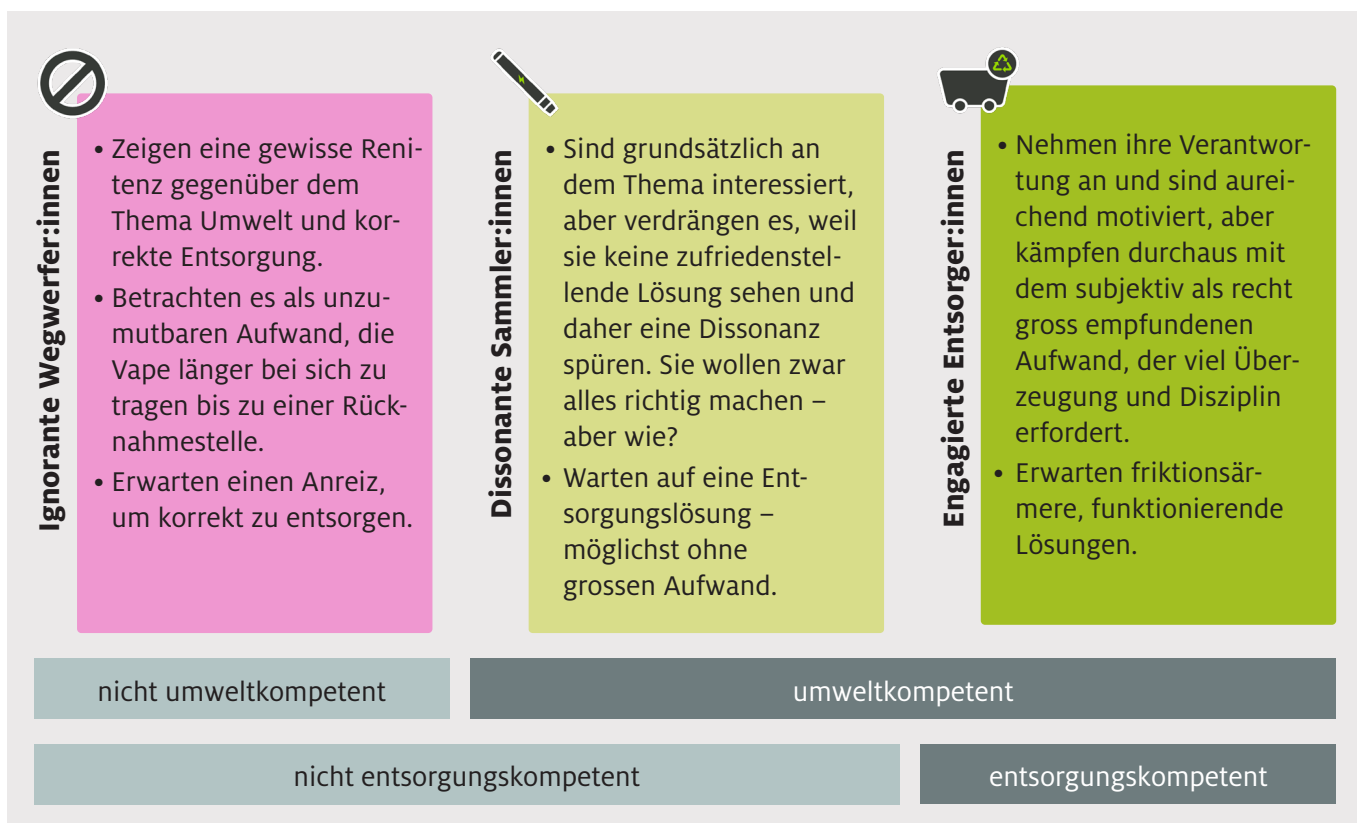 Ignorante Wegwerfer:innen
• Zeigen eine gewisse Reni-
tenz gegenüber dem
Thema Umwelt und kor-
rekte Entsorgung.
• Betrachten es als unzu-
mutbaren Aufwand, die
Vape länger bei sich zu
tragen bis zu einer Rück-
nahmestelle.
• Erwarten einen Anreiz,
um korrekt zu entsorgen.
Dissonante Sammler:innen
• Sind grundsätzlich an
dem Thema interessiert,
aber verdrängen es, weil
sie keine zufriedenstel-
lende Lösung sehen und
daher eine Dissonanz
spüren. Sie wollen zwar
alles richtig machen –
aber wie?
• Warten auf eine Ent-
sorgungslösung –
möglichst ohne
grossen Aufwand.
Engagierte Entsorger:innen
• Nehmen ihre Verantwor-
tung an und sind aurei-
chend motiviert, aber
kämpfen durchaus mit
dem subjektiv als recht
gross empfundenen
Aufwand, der viel Über-
zeugung und Disziplin
erfordert.
• Erwarten friktionsär-
mere, funktionierende
Lösungen.
nicht umweltkompetent
umweltkompetent
nicht entsorgungskompetent
entsorgungskompetent